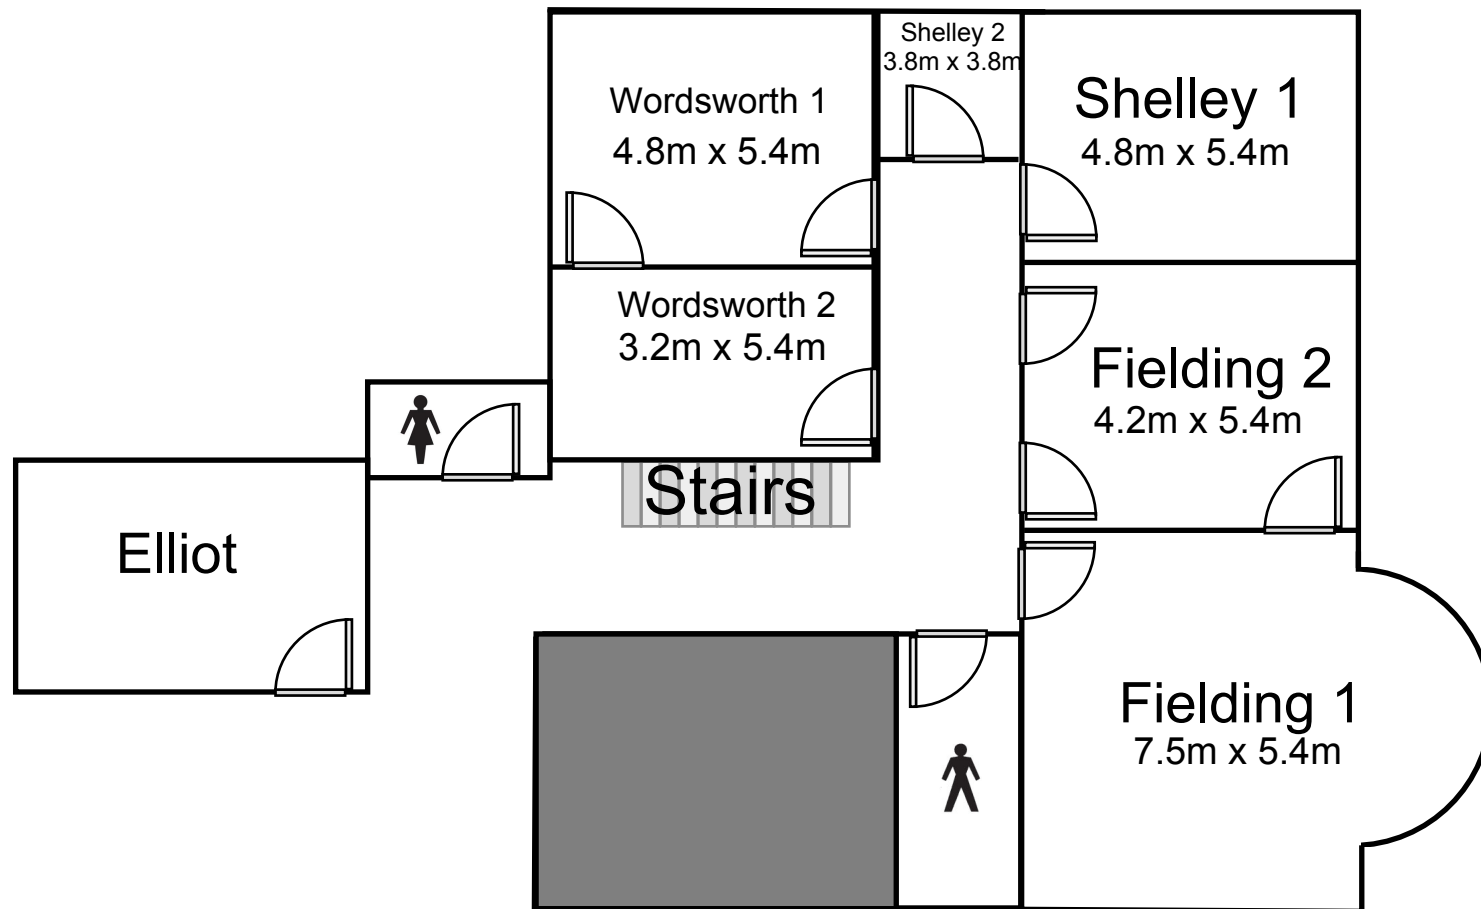 Shelley 2
3.8m x 3.8m
Wordsworth 1
4.8m x 5.4m
Shelley 1
4.8m x 5.4m
Wordsworth 2
3.2m x 5.4m
Fielding 2
4.2m x 5.4m
Stairs
Elliot
Fielding 1
7.5m x 5.4m